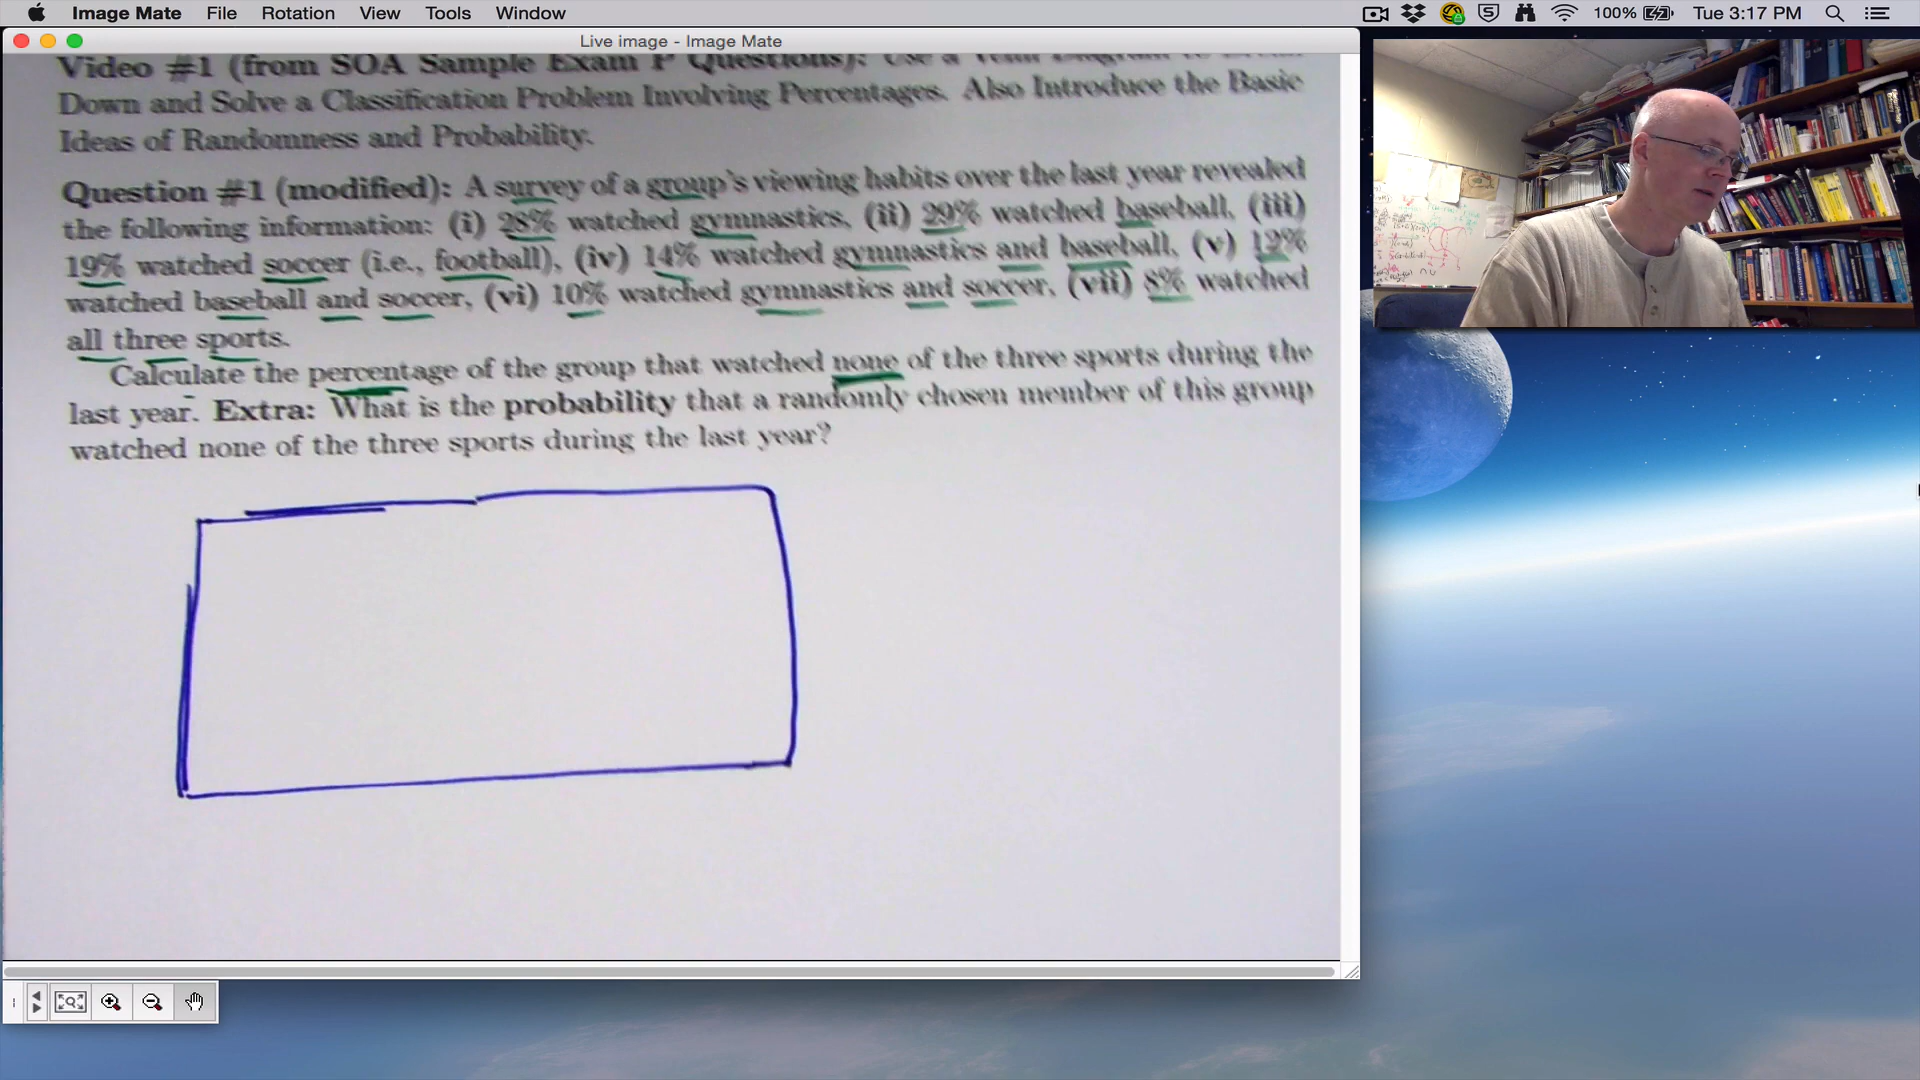 Image Mate File Rotation View Tools Window 100% Tue 3:17 PM
Live image - Image Mate
Video #1 (from SOA Sample Exam P Questions): Use a Venn Diagram to
Down and Solve a Classification Problem Involving Percentages. Also Introduce the Basic
Ideas of Randomness and Probability.
Question #1 (modified): A survey of a group's viewing habits over the last year revealed
the following information: (i) 28% watched gymnastics, (ii) 29% watched baseball, (iii)
19% watched soccer (i.e., football), (iv) 14% watched gymnastics and baseball, (v) 12%
watched baseball and soccer, (vi) 10% watched gymnastics and soccer, (vii) 8% watched
all three sports.
Calculate the percentage of the group that watched none of the three sports during the
last year. Extra: What is the probability that a randomly chosen member of this group
watched none of the three sports during the last year?